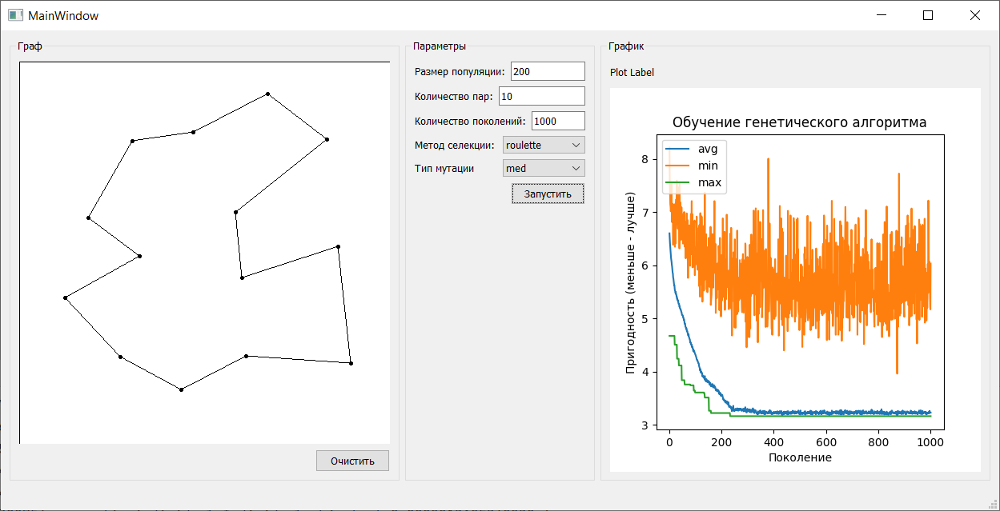 MainWindow
Граф
Очистить
Параметры
Размер популяции: 200
Количество пар: 10
Количество поколений: 1000
Метод селекции: roulette
Тип мутации med
Запустить
График
Plot Label
Обучение генетического алгоритма
avg
min
max
Пригодность (меньше - лучше)
8
7
6
5
4
3
0 200 400 600 800 1000
Поколение